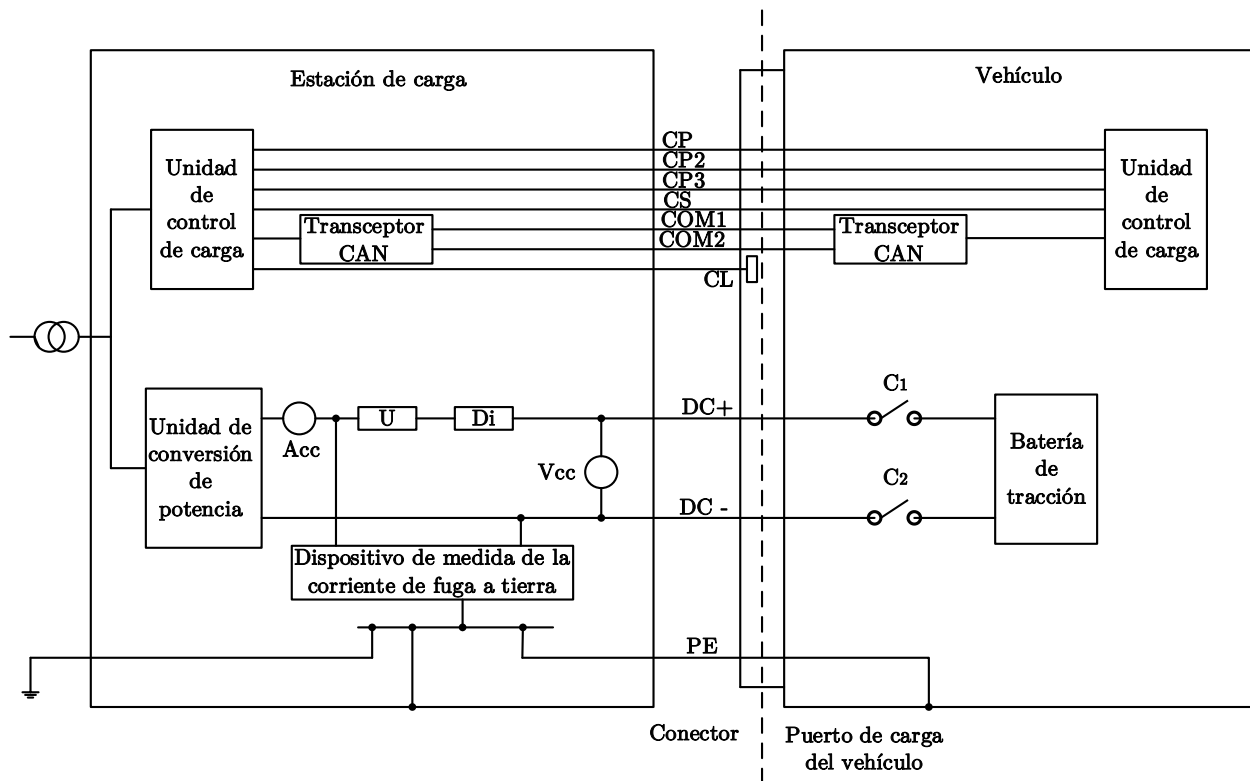 Estación de carga
Vehículo
Unidad
de
control
de carga
CP
CP2
CP3
CS
COM1
COM2
CL
Transceptor
CAN
Transceptor
CAN
Unidad
de
control
de carga
Unidad de
conversión
de
potencia
Acc
U
Di
Vcc
DC+
DC -
C1
C2
Batería
de
tracción
Dispositivo de medida de la
corriente de fuga a tierra
PE
Conector
Puerto de carga
del vehículo